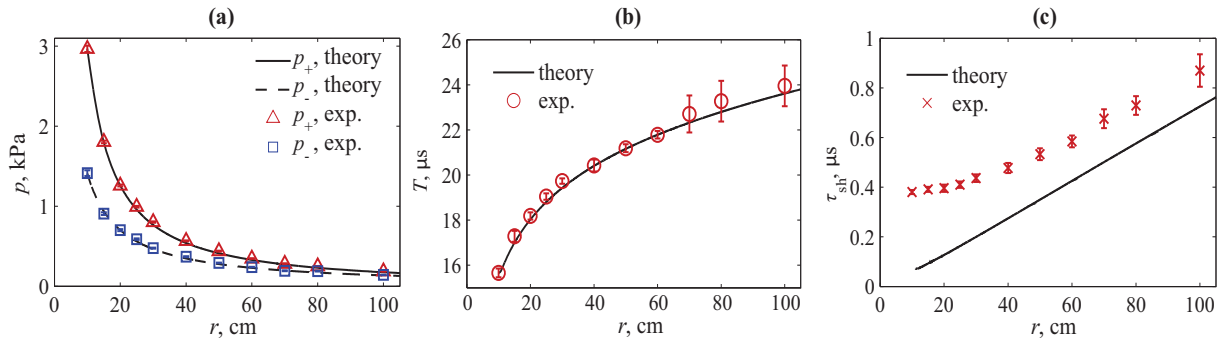 (a)
3
2
1
0
p, kPa
0 20 40 60 80 100
r, cm
p+, theory
p-, theory
p+, exp.
p-, exp.
(b)
26
24
22
20
18
16
T, μs
0 20 40 60 80 100
r, cm
theory
exp.
(c)
1
0.8
0.6
0.4
0.2
0
τsh, μs
0 20 40 60 80 100
r, cm
theory
exp.